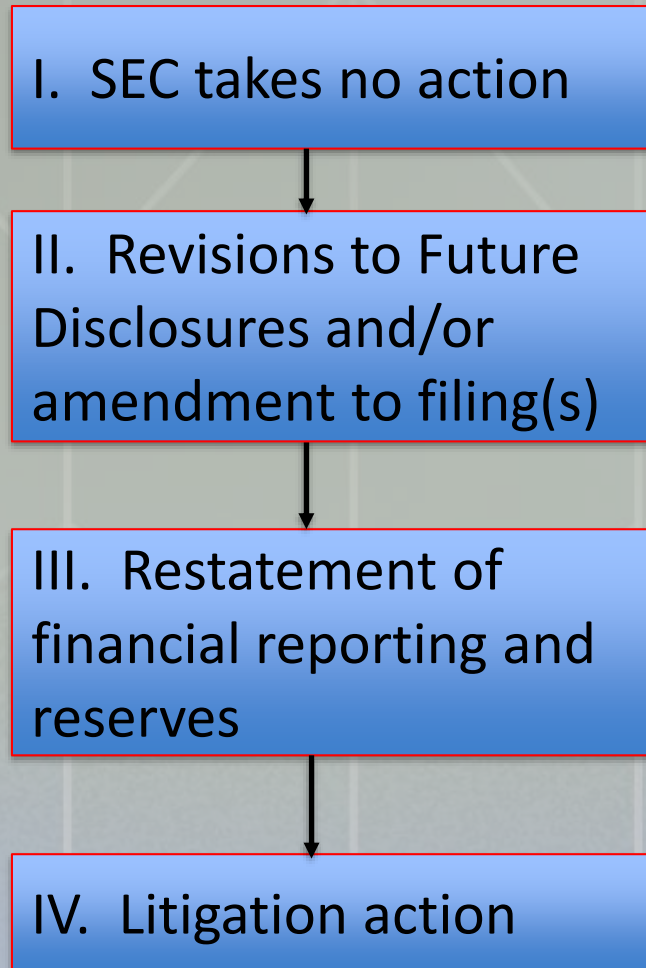 I. SEC takes no action
II. Revisions to Future
Disclosures and/or
amendment to filing(s)
III. Restatement of
financial reporting and
reserves
IV. Litigation action